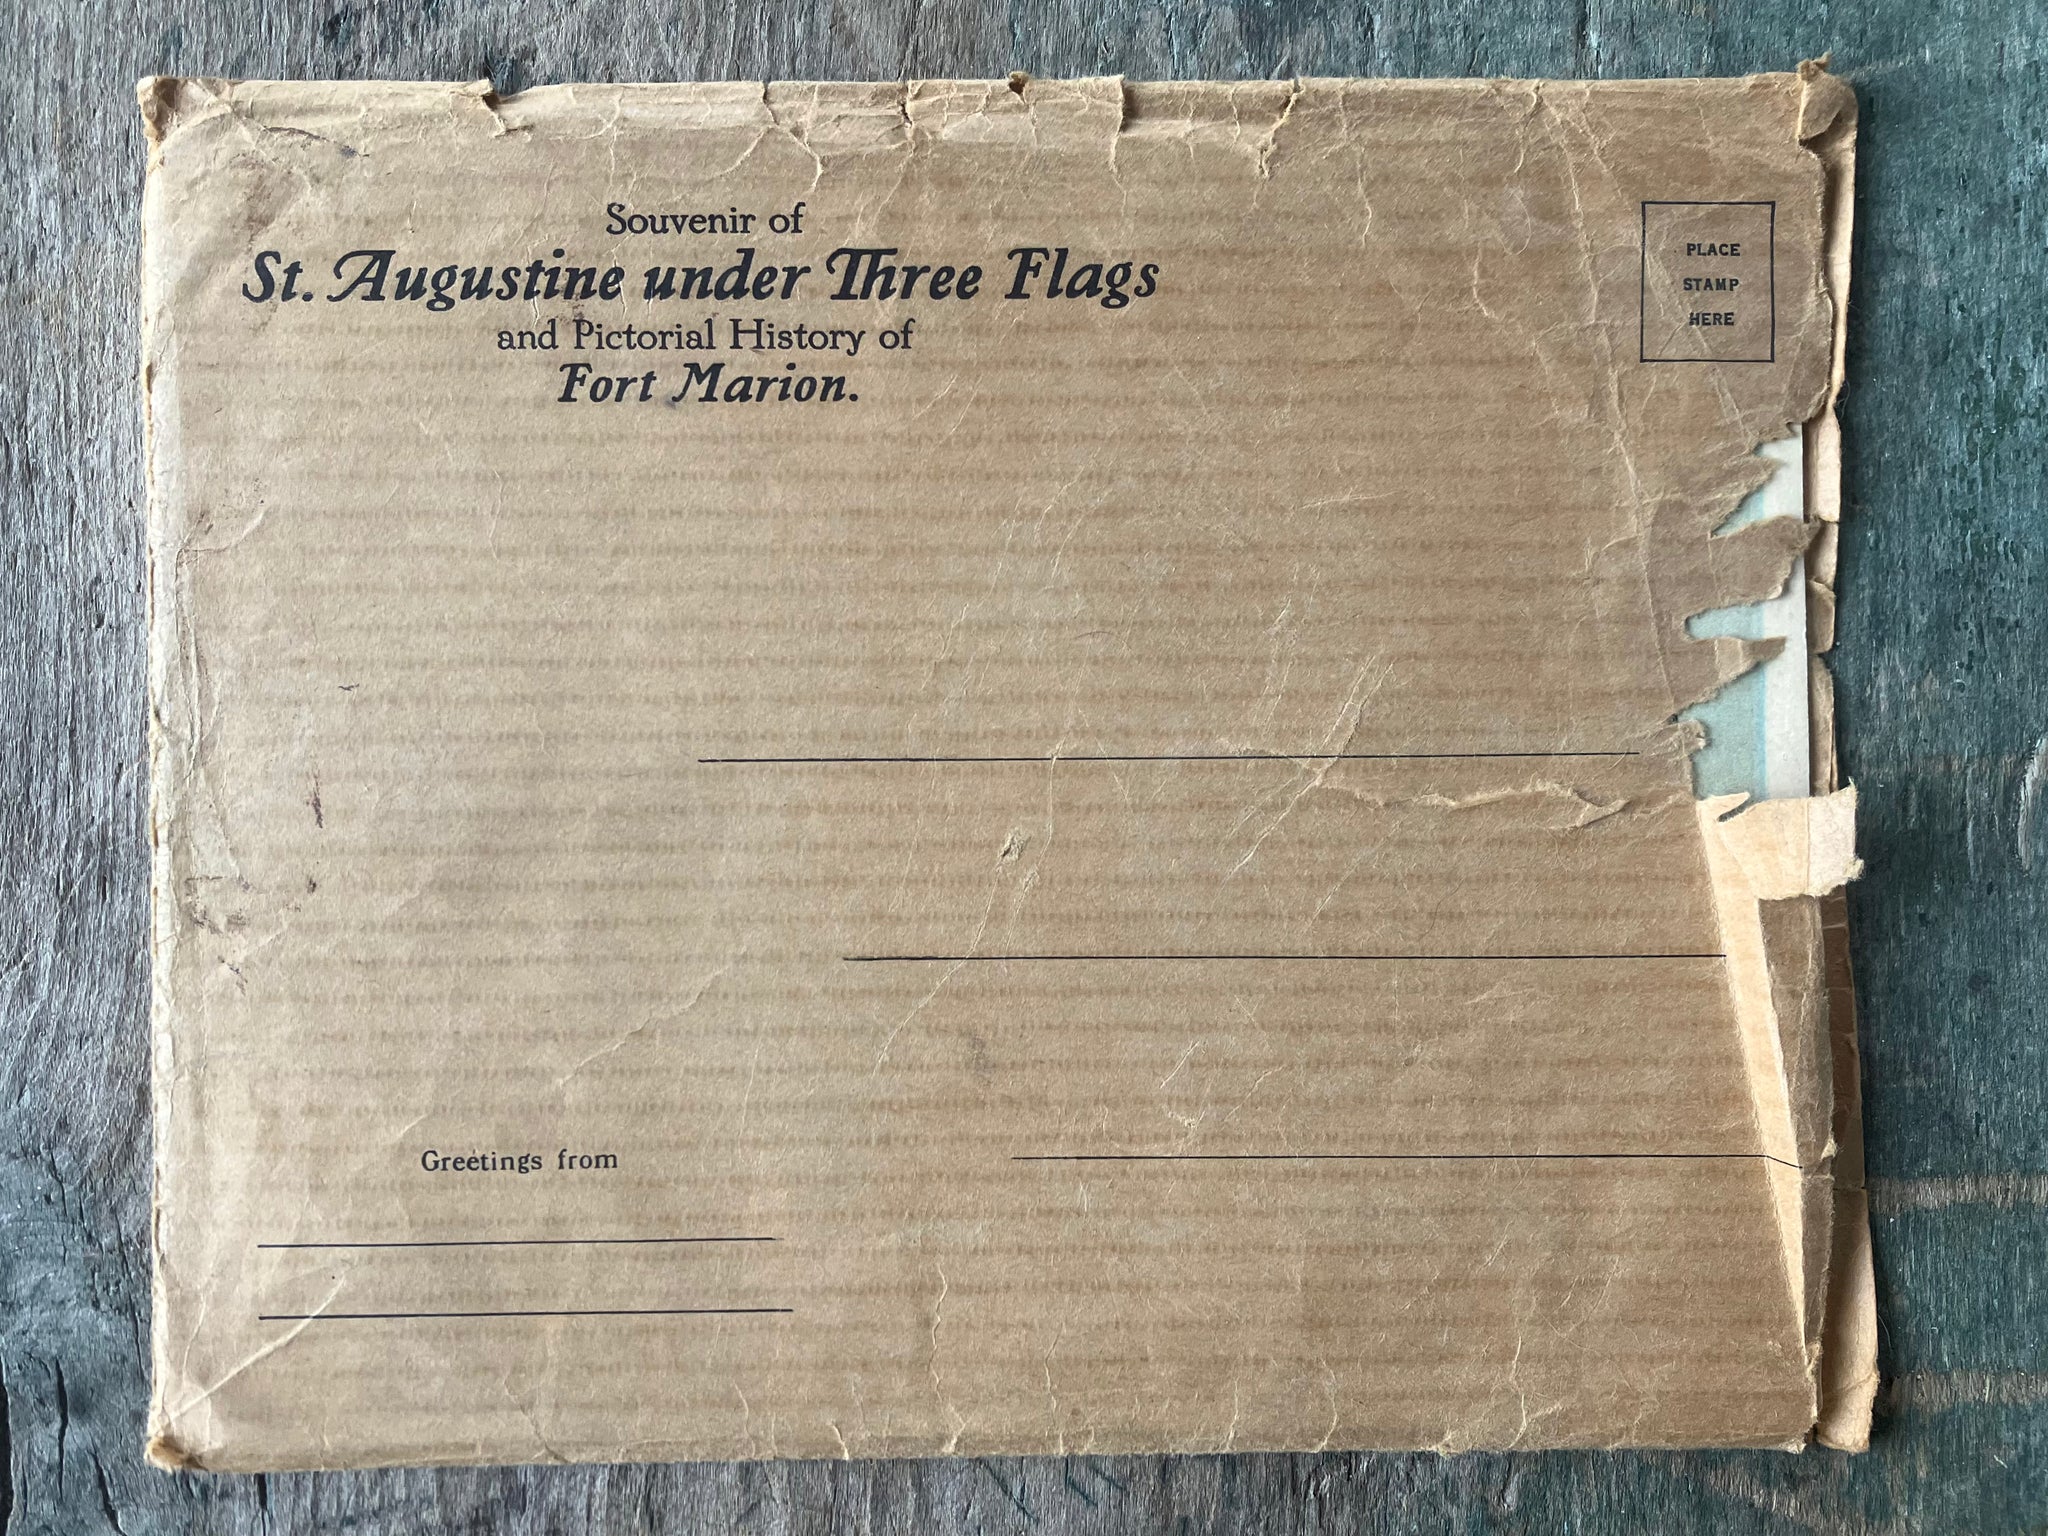 Souvenir of
St. Augustine under Three Flags
and Pictorial History of
Fort Marion.
PLACE
STAMP
HERE
Greetings from